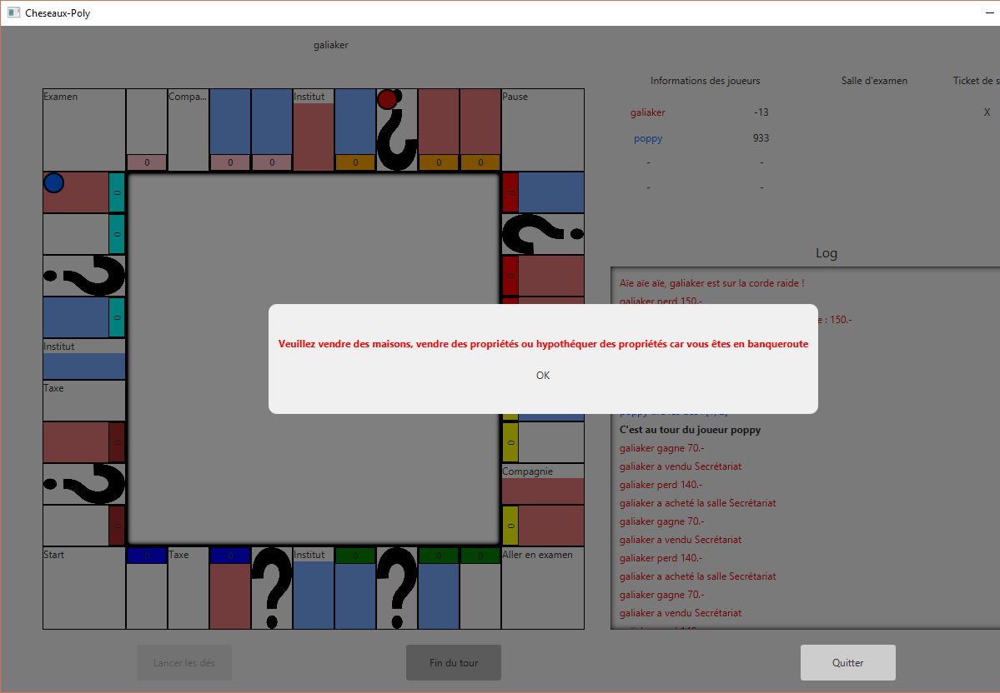 Cheseaux-Poly
galiaker
Informations des joueurs Salle d'examen Ticket de s
galiaker -13 X
poppy 933
- -
- -
Examen Compa... Institut Pause
0 0 0 0 0 0
0
0
0
0
Institut
Taxe
0
0
0
0
0
Compagnie
0
Start 0 Taxe 0 Institut 0 0 0 Aller en examen
Log
Aïe aïe aïe, galiaker est sur la corde raide !
galiaker perd 150.-
e : 150.-
Veuillez vendre des maisons, vendre des propriétés ou hypothéquer des propriétés car vous êtes en banqueroute
OK
C'est au tour du joueur poppy
galiaker gagne 70.-
galiaker a vendu Secrétariat
galiaker perd 140.-
galiaker a acheté la salle Secrétariat
galiaker gagne 70.-
galiaker a vendu Secrétariat
galiaker perd 140.-
galiaker a acheté la salle Secrétariat
galiaker gagne 70.-
galiaker a vendu Secrétariat
Lancer les dés Fin du tour Quitter